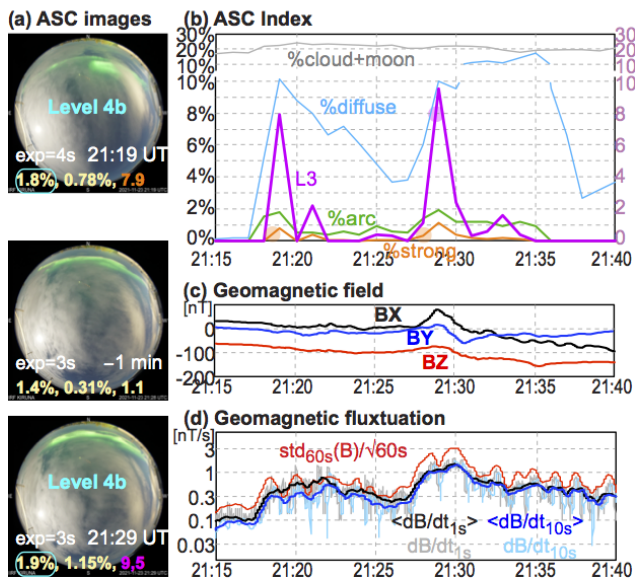 (a) ASC images
Level 4b
exp=4s 21:19 UT
1.8%, 0.78%, 7.9
exp=3s −1 min
1.4%, 0.31%, 1.1
Level 4b
exp=3s 21:29 UT
1.9%, 1.15%, 9.5
(b) ASC Index
30%
20%
10%
10%
8%
6%
4%
2%
0%
%cloud+moon
%diffuse
L3
%arc
%strong
30
20
10
10
8
6
4
2
0
21:15 21:20 21:25 21:30 21:35 21:40
(c) Geomagnetic field
[nT]
0
-100
-200
BX
BY
BZ
21:15 21:20 21:25 21:30 21:35 21:40
(d) Geomagnetic fluxtuation
[nT/s]
3
1
0.3
0.1
0.03
std60s(B)/√60s
<dB/dt1s> <dB/dt10s>
dB/dt1s dB/dt10s
21:15 21:20 21:25 21:30 21:35 21:40